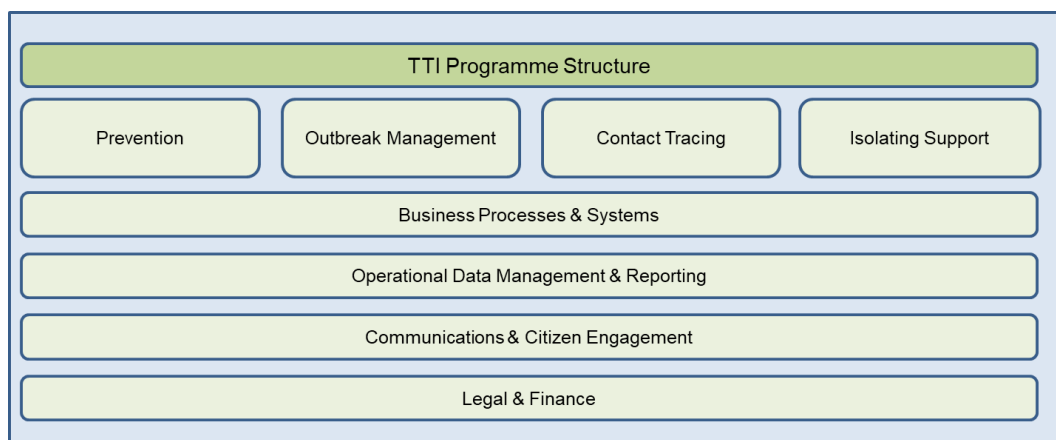 TTI Programme Structure
Prevention
Outbreak Management
Contact Tracing
Isolating Support
Business Processes & Systems
Operational Data Management & Reporting
Communications & Citizen Engagement
Legal & Finance